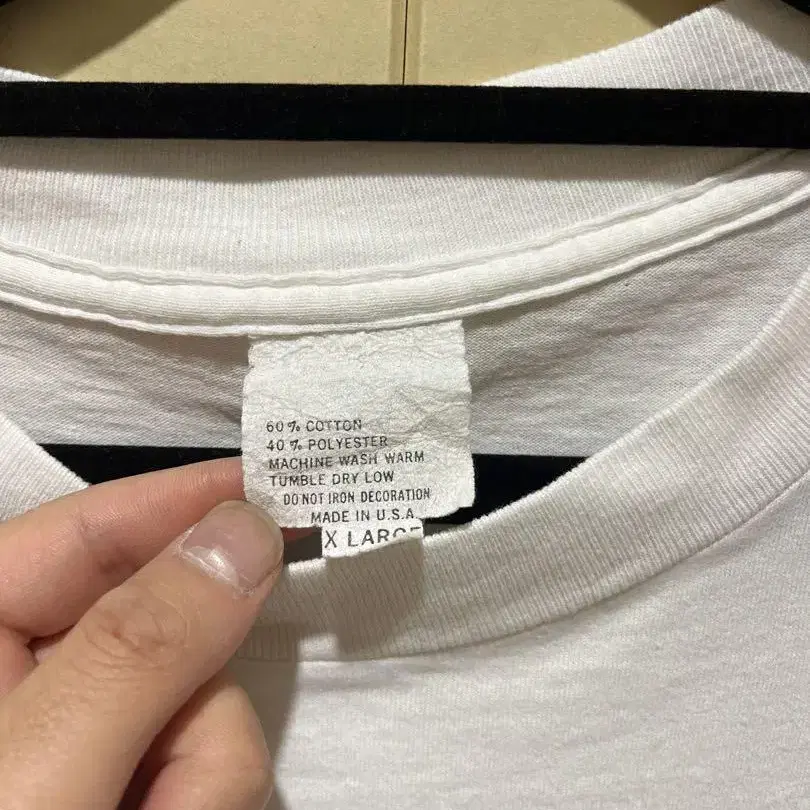 60% COTTON
40% POLYESTER
MACHINE WASH WARM
TUMBLE DRY LOW
DO NOT IRON DECORATION
MADE IN U.S.A.
X LARGE